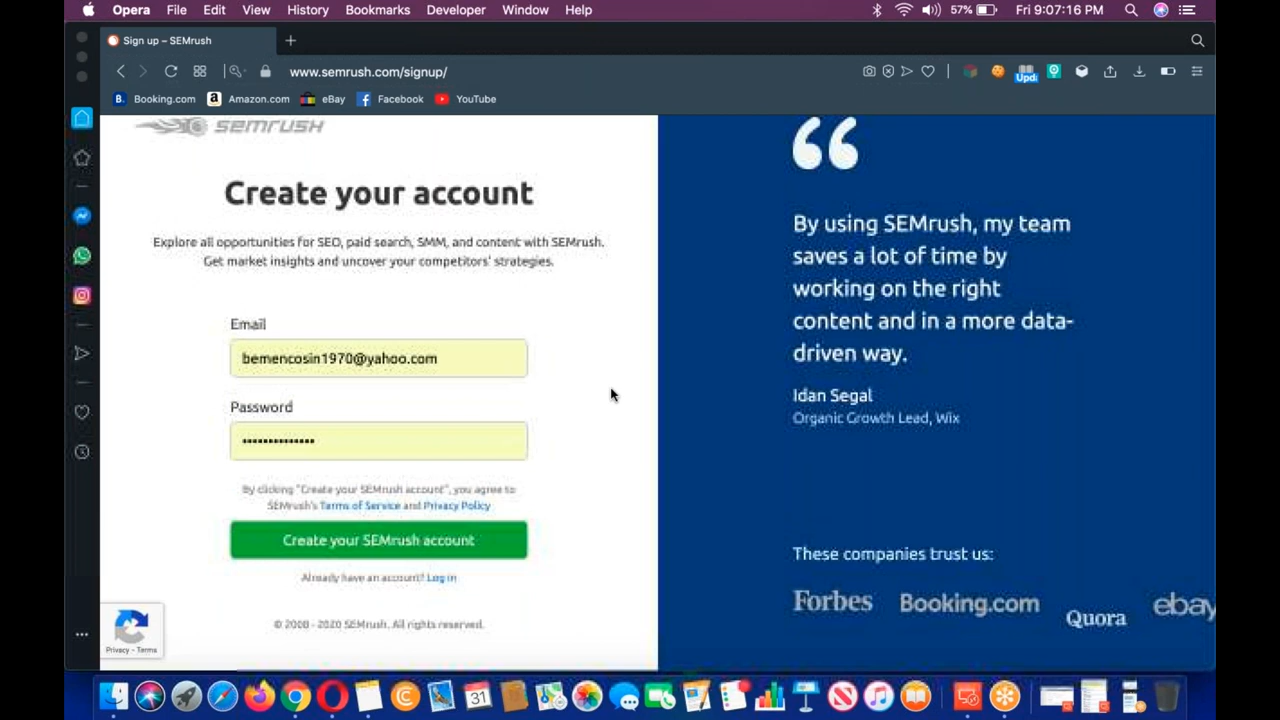 Opera File Edit View History Bookmarks Developer Window Help 57% Fri 9:07:16 PM
Sign up – SEMrush
www.semrush.com/signup/
Upd
B. Booking.com a Amazon.com eBay Facebook YouTube
semrush
Create your account
Explore all opportunities for SEO, paid search, SMM, and content with SEMrush.
Get market insights and uncover your competitors' strategies.
Email
bemencosin1970@yahoo.com
Password
••••••••••••••
By clicking "Create your SEMrush account", you agree to
SEMrush's Terms of Service and Privacy Policy
Create your SEMrush account
Already have an account? Log in
© 2008 - 2020 SEMrush. All rights reserved.
Privacy - Terms
By using SEMrush, my team
saves a lot of time by
working on the right
content and in a more data-
driven way.
Idan Segal
Organic Growth Lead, Wix
These companies trust us:
Forbes Booking.com Quora ebay
31